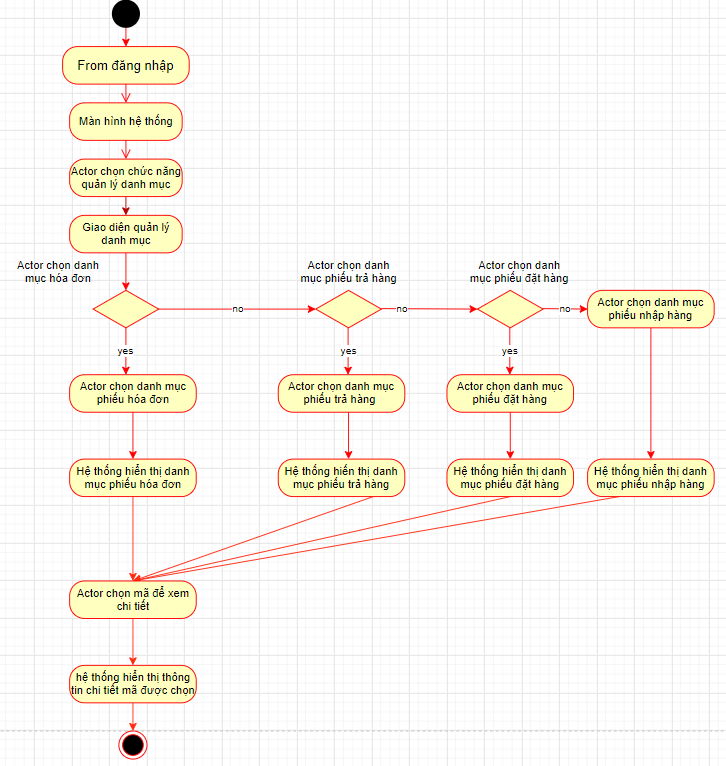 From đăng nhập
Màn hình hệ thống
Actor chọn chức năng
quản lý danh mục
Giao diện quản lý
danh mục
Actor chọn danh
mục hóa đơn
Actor chọn danh
mục phiếu trả hàng
Actor chọn danh
mục phiếu đặt hàng
no
no
no
Actor chọn danh mục
phiếu nhập hàng
yes
yes
yes
Actor chọn danh mục
phiếu hóa đơn
Actor chọn danh mục
phiếu trả hàng
Actor chọn danh mục
phiếu đặt hàng
Hệ thống hiển thị danh
mục phiếu hóa đơn
Hệ thống hiển thị danh
mục phiếu trả hàng
Hệ thống hiển thị danh
mục phiếu đặt hàng
Hệ thống hiển thị danh
mục phiếu nhập hàng
Actor chọn mã để xem
chi tiết
hệ thống hiển thị thông
tin chi tiết mã được chọn